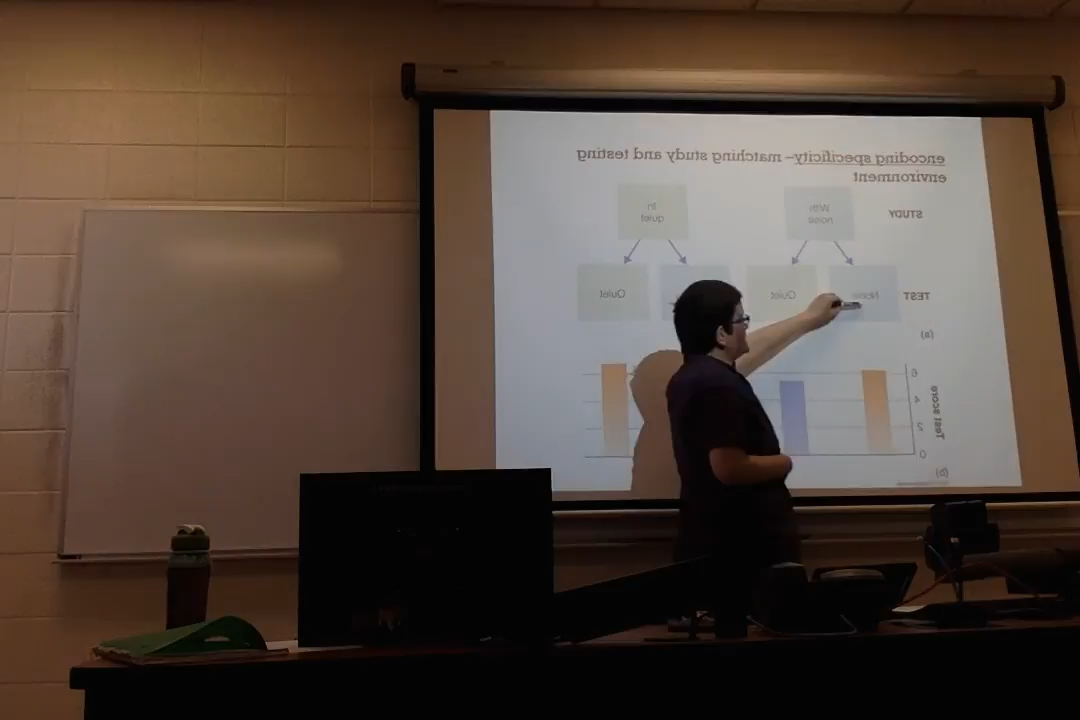 encoding specificity– matching study and testing
environment
STUDY
With
noise
In
quiet
TEST
Noise
Quiet
Quiet
(a)
Test score
6
4
2
0
(b)